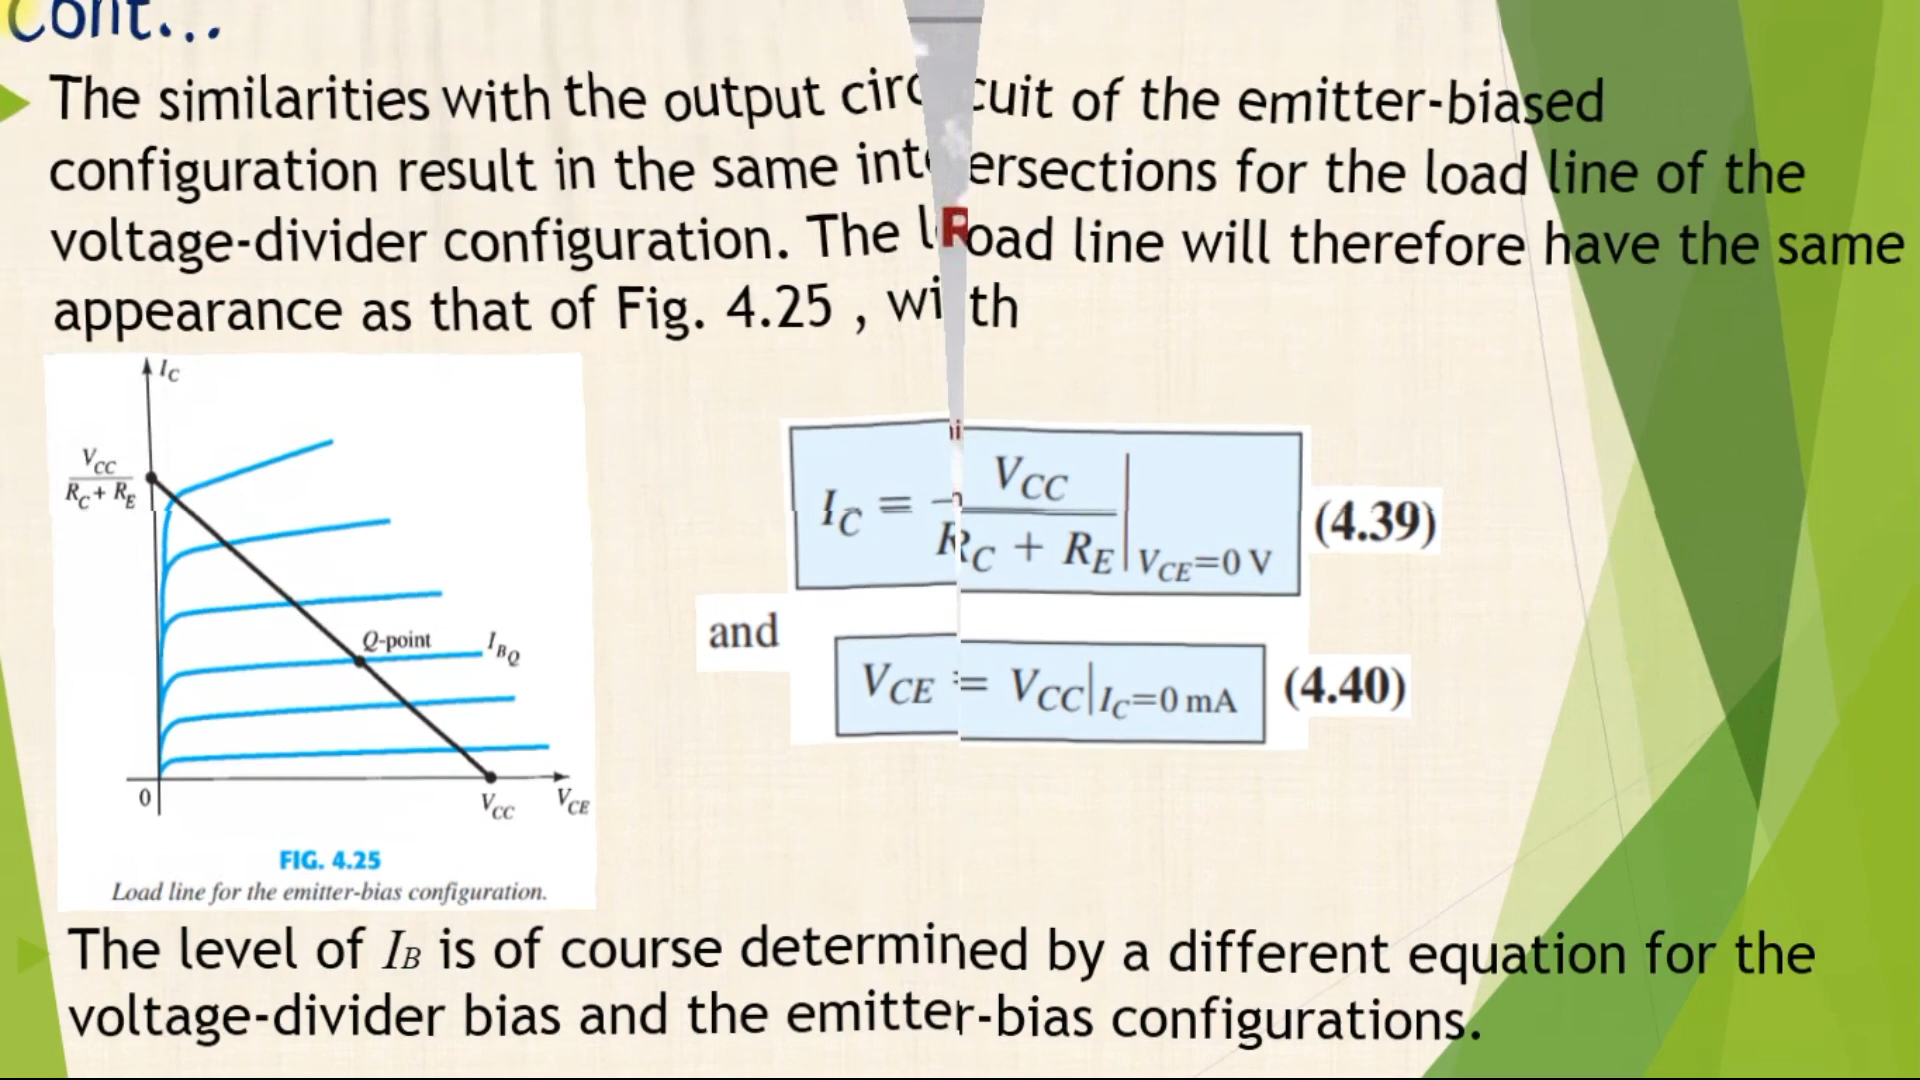 Cont...
The similarities with the output circuit of the emitter-biased
configuration result in the same intersections for the load line of the
voltage-divider configuration. The load line will therefore have the same
appearance as that of Fig. 4.25 , with
I_C
V_CC
R_C + R_E
Q-point
I_BQ
0
V_CC
V_CE
FIG. 4.25
Load line for the emitter-bias configuration.
I_C = V_CC / (R_C + R_E) | V_CE=0 V
(4.39)
and
V_CE = V_CC | I_C=0 mA
(4.40)
The level of I_B is of course determined by a different equation for the
voltage-divider bias and the emitter-bias configurations.